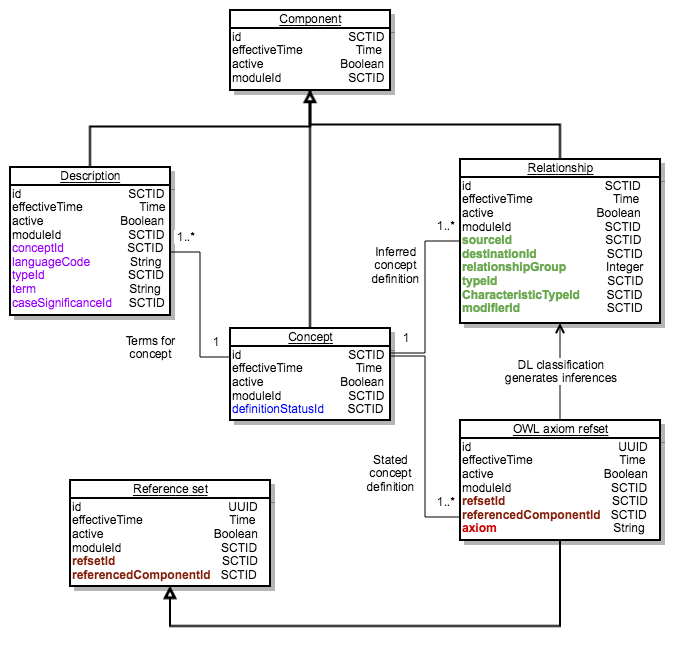 Component
id SCTID
effectiveTime Time
active Boolean
moduleId SCTID
Description
id SCTID
effectiveTime Time
active Boolean
moduleId SCTID
conceptId SCTID
languageCode String
typeId SCTID
term String
caseSignificanceId SCTID
1..*
Terms for
concept
1
Relationship
id SCTID
effectiveTime Time
active Boolean
moduleId SCTID
sourceId SCTID
destinationId SCTID
relationshipGroup Integer
typeId SCTID
CharacteristicTypeId SCTID
modifierId SCTID
1..*
Inferred
concept
definition
1
Concept
id SCTID
effectiveTime Time
active Boolean
moduleId SCTID
definitionStatusId SCTID
DL classification
generates inferences
Stated
concept
definition
1..*
OWL axiom refset
id UUID
effectiveTime Time
active Boolean
moduleId SCTID
refsetId SCTID
referencedComponentId SCTID
axiom String
Reference set
id UUID
effectiveTime Time
active Boolean
moduleId SCTID
refsetId SCTID
referencedComponentId SCTID